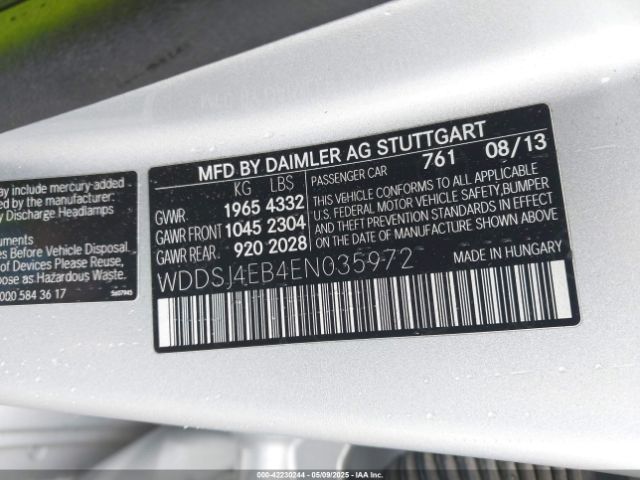 MFD BY DAIMLER AG STUTTGART
KG LBS
GVWR 1965 4332
GAWR FRONT 1045 2304
GAWR REAR 920 2028
PASSENGER CAR 761 08/13
THIS VEHICLE CONFORMS TO ALL APPLICABLE
U.S. FEDERAL MOTOR VEHICLE SAFETY, BUMPER
AND THEFT PREVENTION STANDARDS IN EFFECT
ON THE DATE OF MANUFACTURE SHOWN ABOVE
WDDSJ4EB4EN035972
MADE IN HUNGARY
may include mercury-added
by the manufacturer:
Discharge Headlamps
Before Vehicle Disposal.
of Devices Please Reuse,
as Hazardous Waste.
000 584 36 17
000-42230244 | 05/09/2025 | IAA Inc.